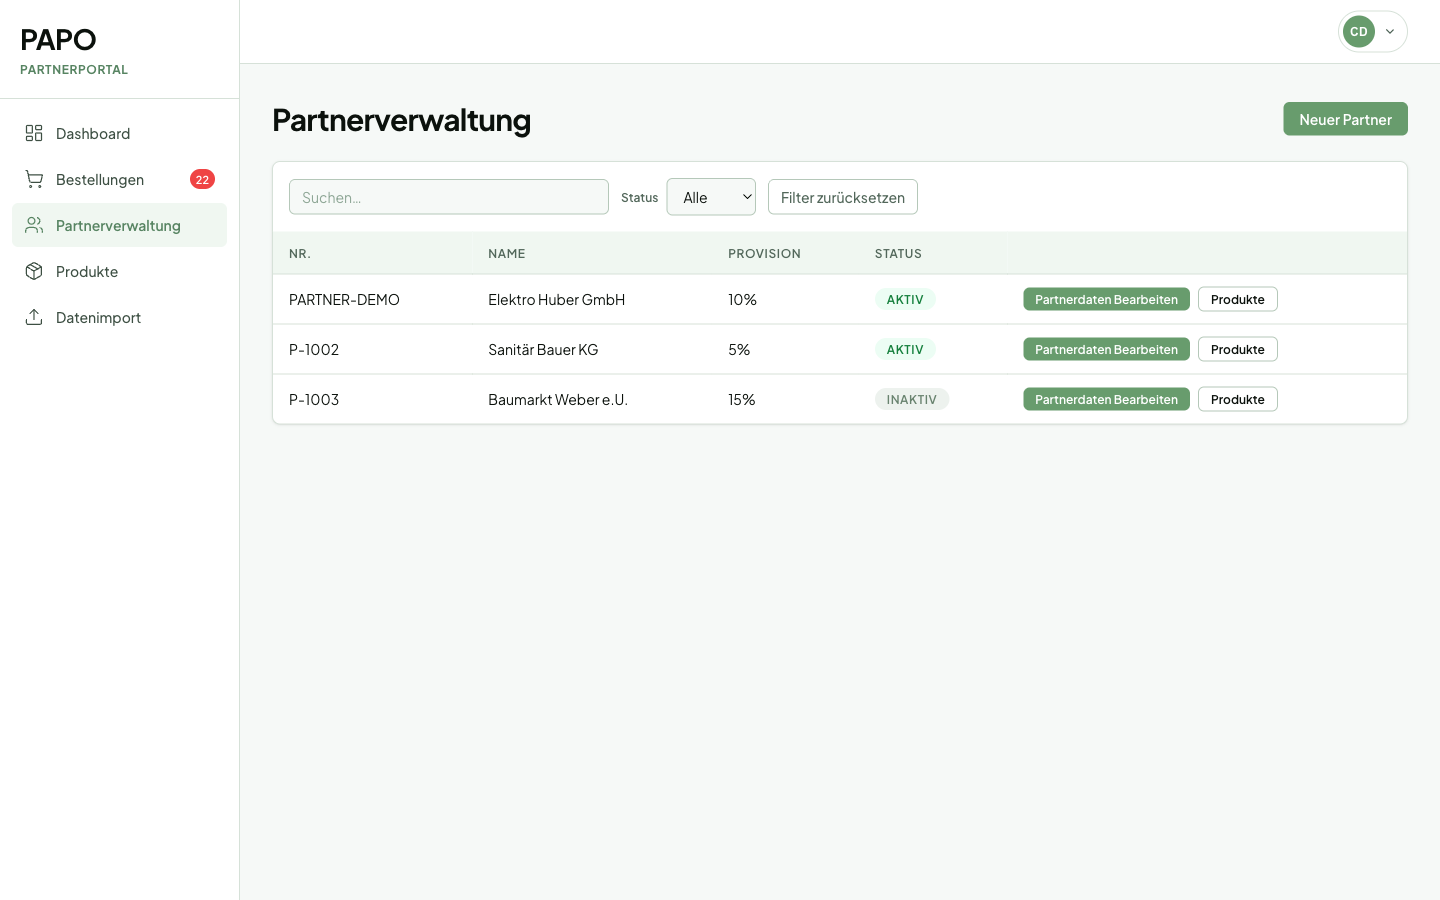 PAPO
PARTNERPORTAL
CD
Dashboard
Bestellungen 22
Partnerverwaltung
Produkte
Datenimport
Partnerverwaltung
Neuer Partner
Suchen... Status Alle Filter zurücksetzen
NR. NAME PROVISION STATUS
PARTNER-DEMO Elektro Huber GmbH 10% AKTIV Partnerdaten Bearbeiten Produkte
P-1002 Sanitär Bauer KG 5% AKTIV Partnerdaten Bearbeiten Produkte
P-1003 Baumarkt Weber e.U. 15% INAKTIV Partnerdaten Bearbeiten Produkte